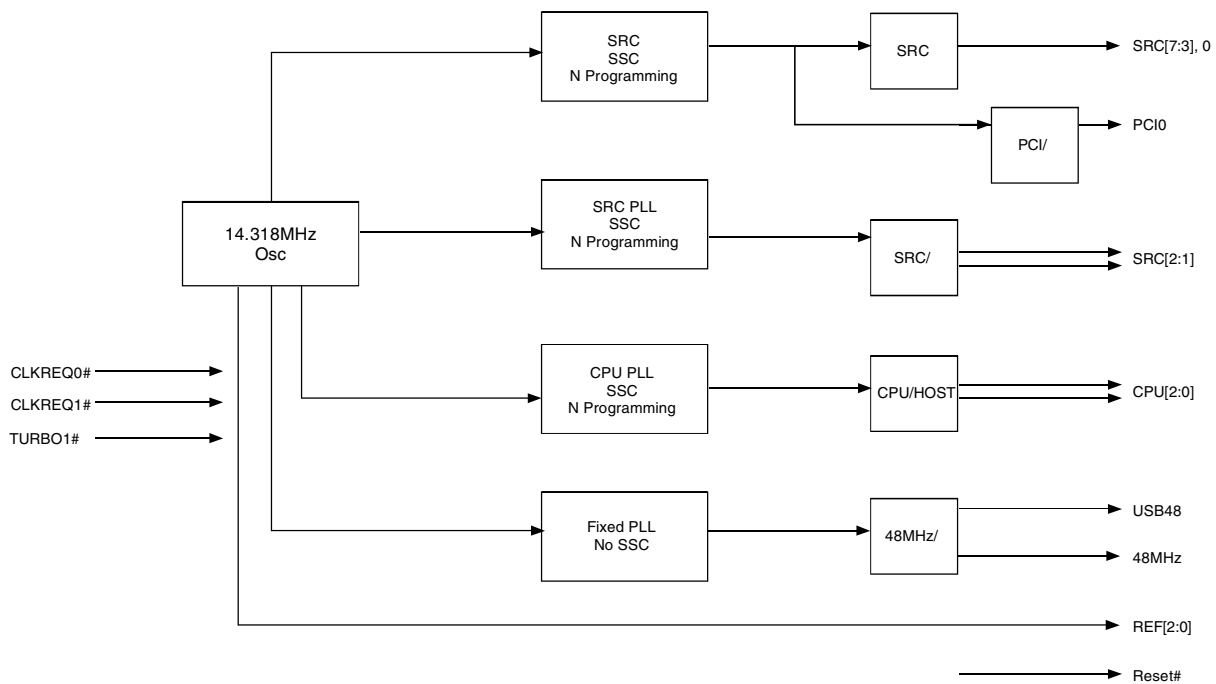 SRC
SSC
N Programming
SRC
SRC[7:3], 0
PCI/
PCI0
14.318MHz
Osc
SRC PLL
SSC
N Programming
SRC/
SRC[2:1]
CLKREQ0#
CLKREQ1#
TURBO1#
CPU PLL
SSC
N Programming
CPU/HOST
CPU[2:0]
Fixed PLL
No SSC
48MHz/
USB48
48MHz
REF[2:0]
Reset#